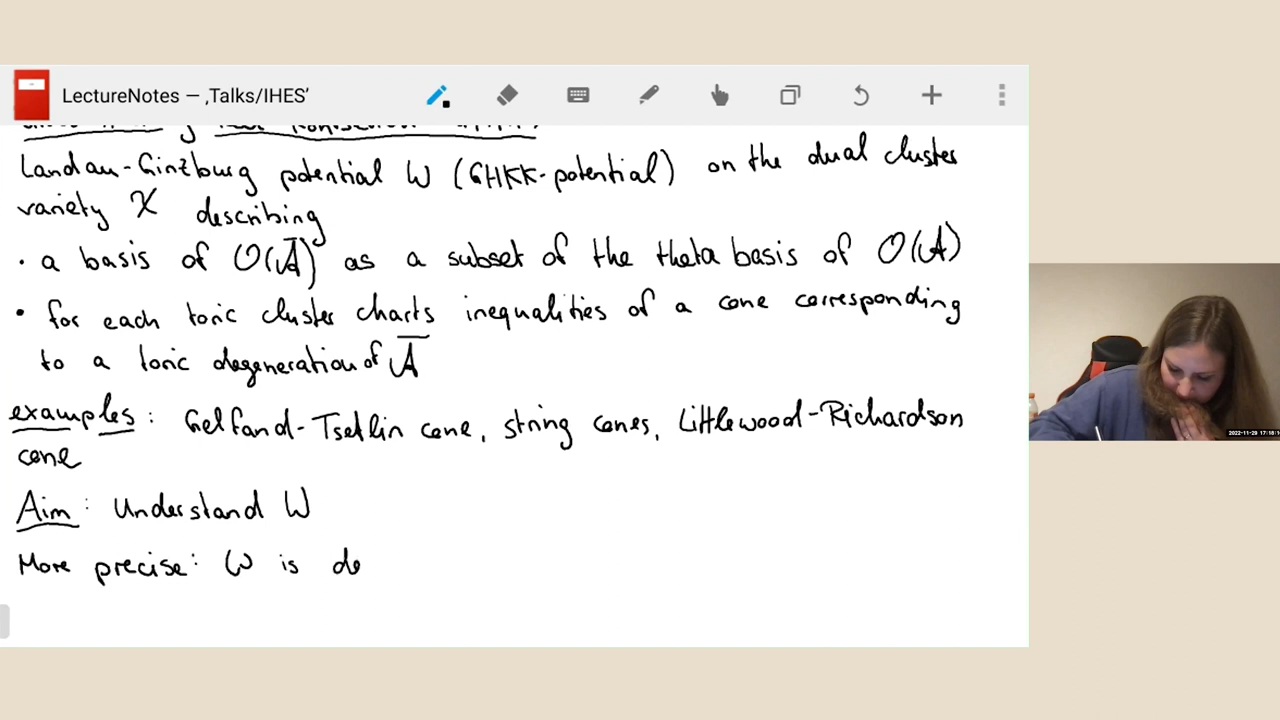 LectureNotes — ‚Talks/IHES‘
Landau-Ginzburg potential W (GHKK-potential) on the dual cluster
variety X describing
• a basis of O(A̅) as a subset of the theta basis of O(A)
• for each toric cluster charts inequalities of a cone corresponding
to a toric degeneration of A̅
examples: Gelfand-Tsetlin cone, string cones, Littlewood-Richardson
cone
Aim: Understand W
More precise: W is de